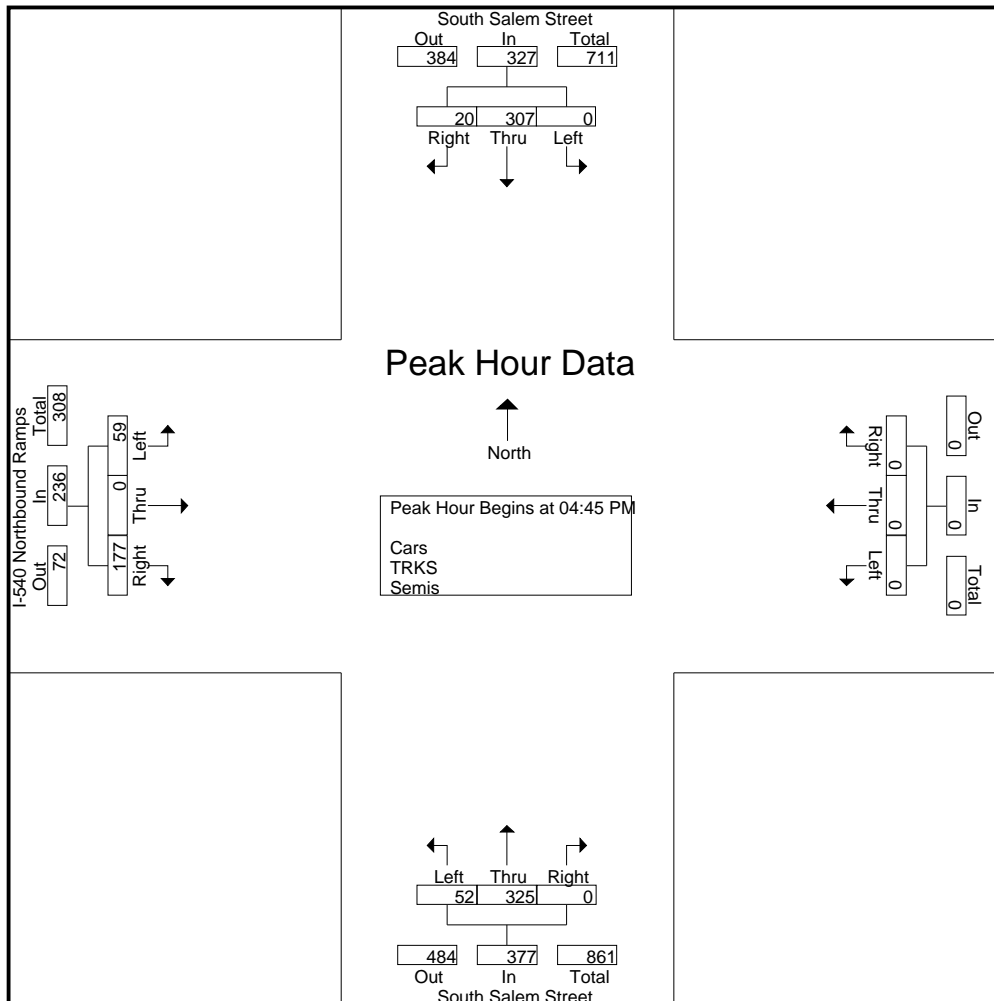 South Salem Street
Out In Total
384 327 711
20 307 0
Right Thru Left
Peak Hour Data
North
Peak Hour Begins at 04:45 PM
Cars
TRKS
Semis
I-540 Northbound Ramps
Total In Out
308 236 72
59 0 177
Left Thru Right
Right Thru Left
0 0 0
Out In Total
0 0 0
Left Thru Right
52 325 0
484 377 861
Out In Total
South Salem Street